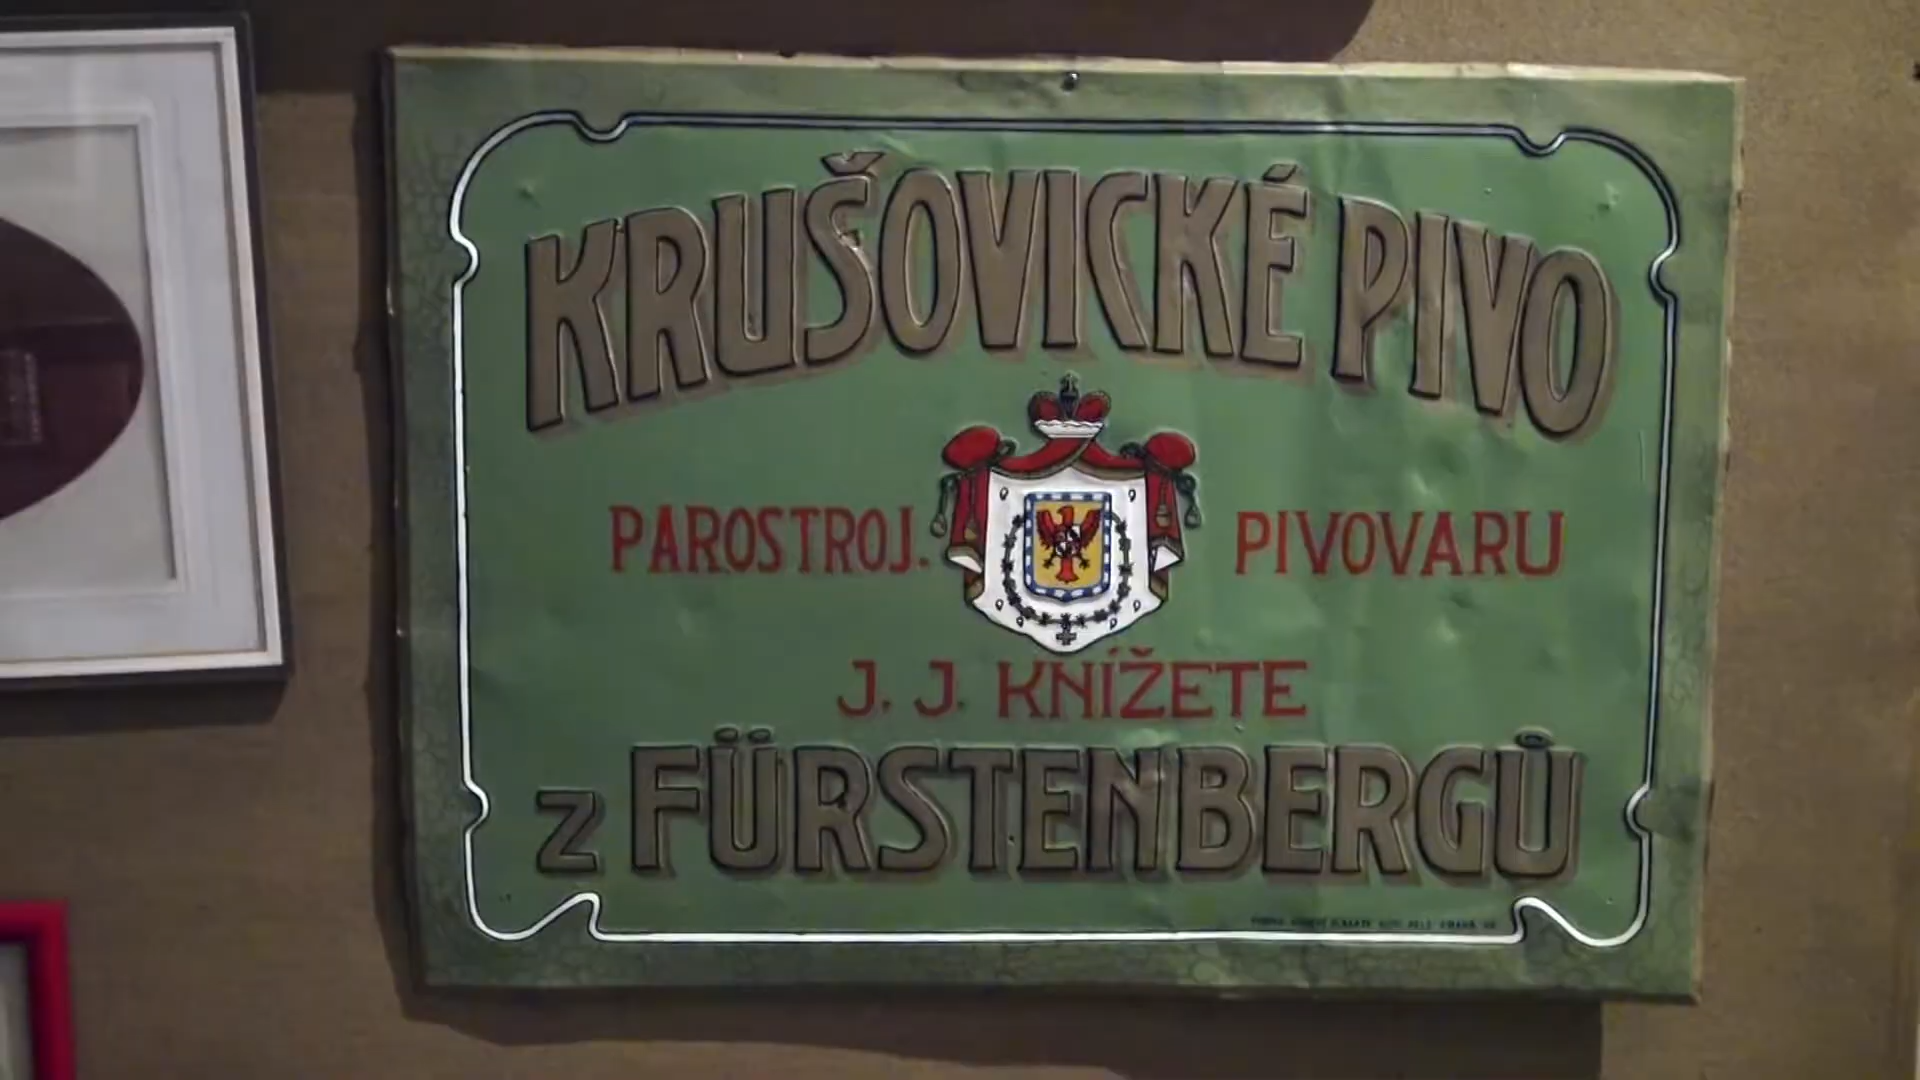 KRUŠOVICKÉ PIVO
PAROSTROJ. PIVOVARU
J. J. KNÍŽETE
z FÜRSTENBERGŮ